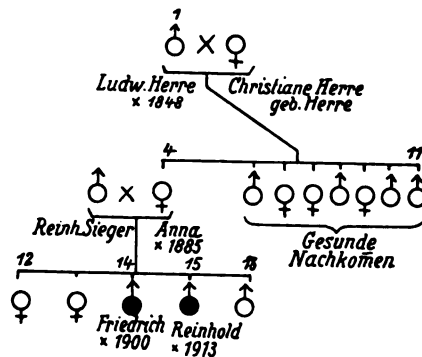 1
Ludw. Herre Christiane Herre
× 1848 geb. Herre
4 11
Reinh. Sieger Anna
× 1885
Gesunde
Nachkomen
12 14 15 18
Friedrich Reinhold
× 1900 × 1913